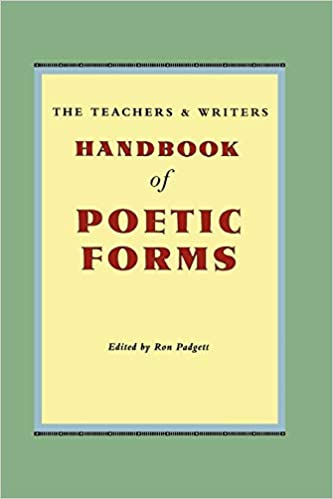 THE TEACHERS & WRITERS
HANDBOOK
of
POETIC
FORMS
Edited by Ron Padgett